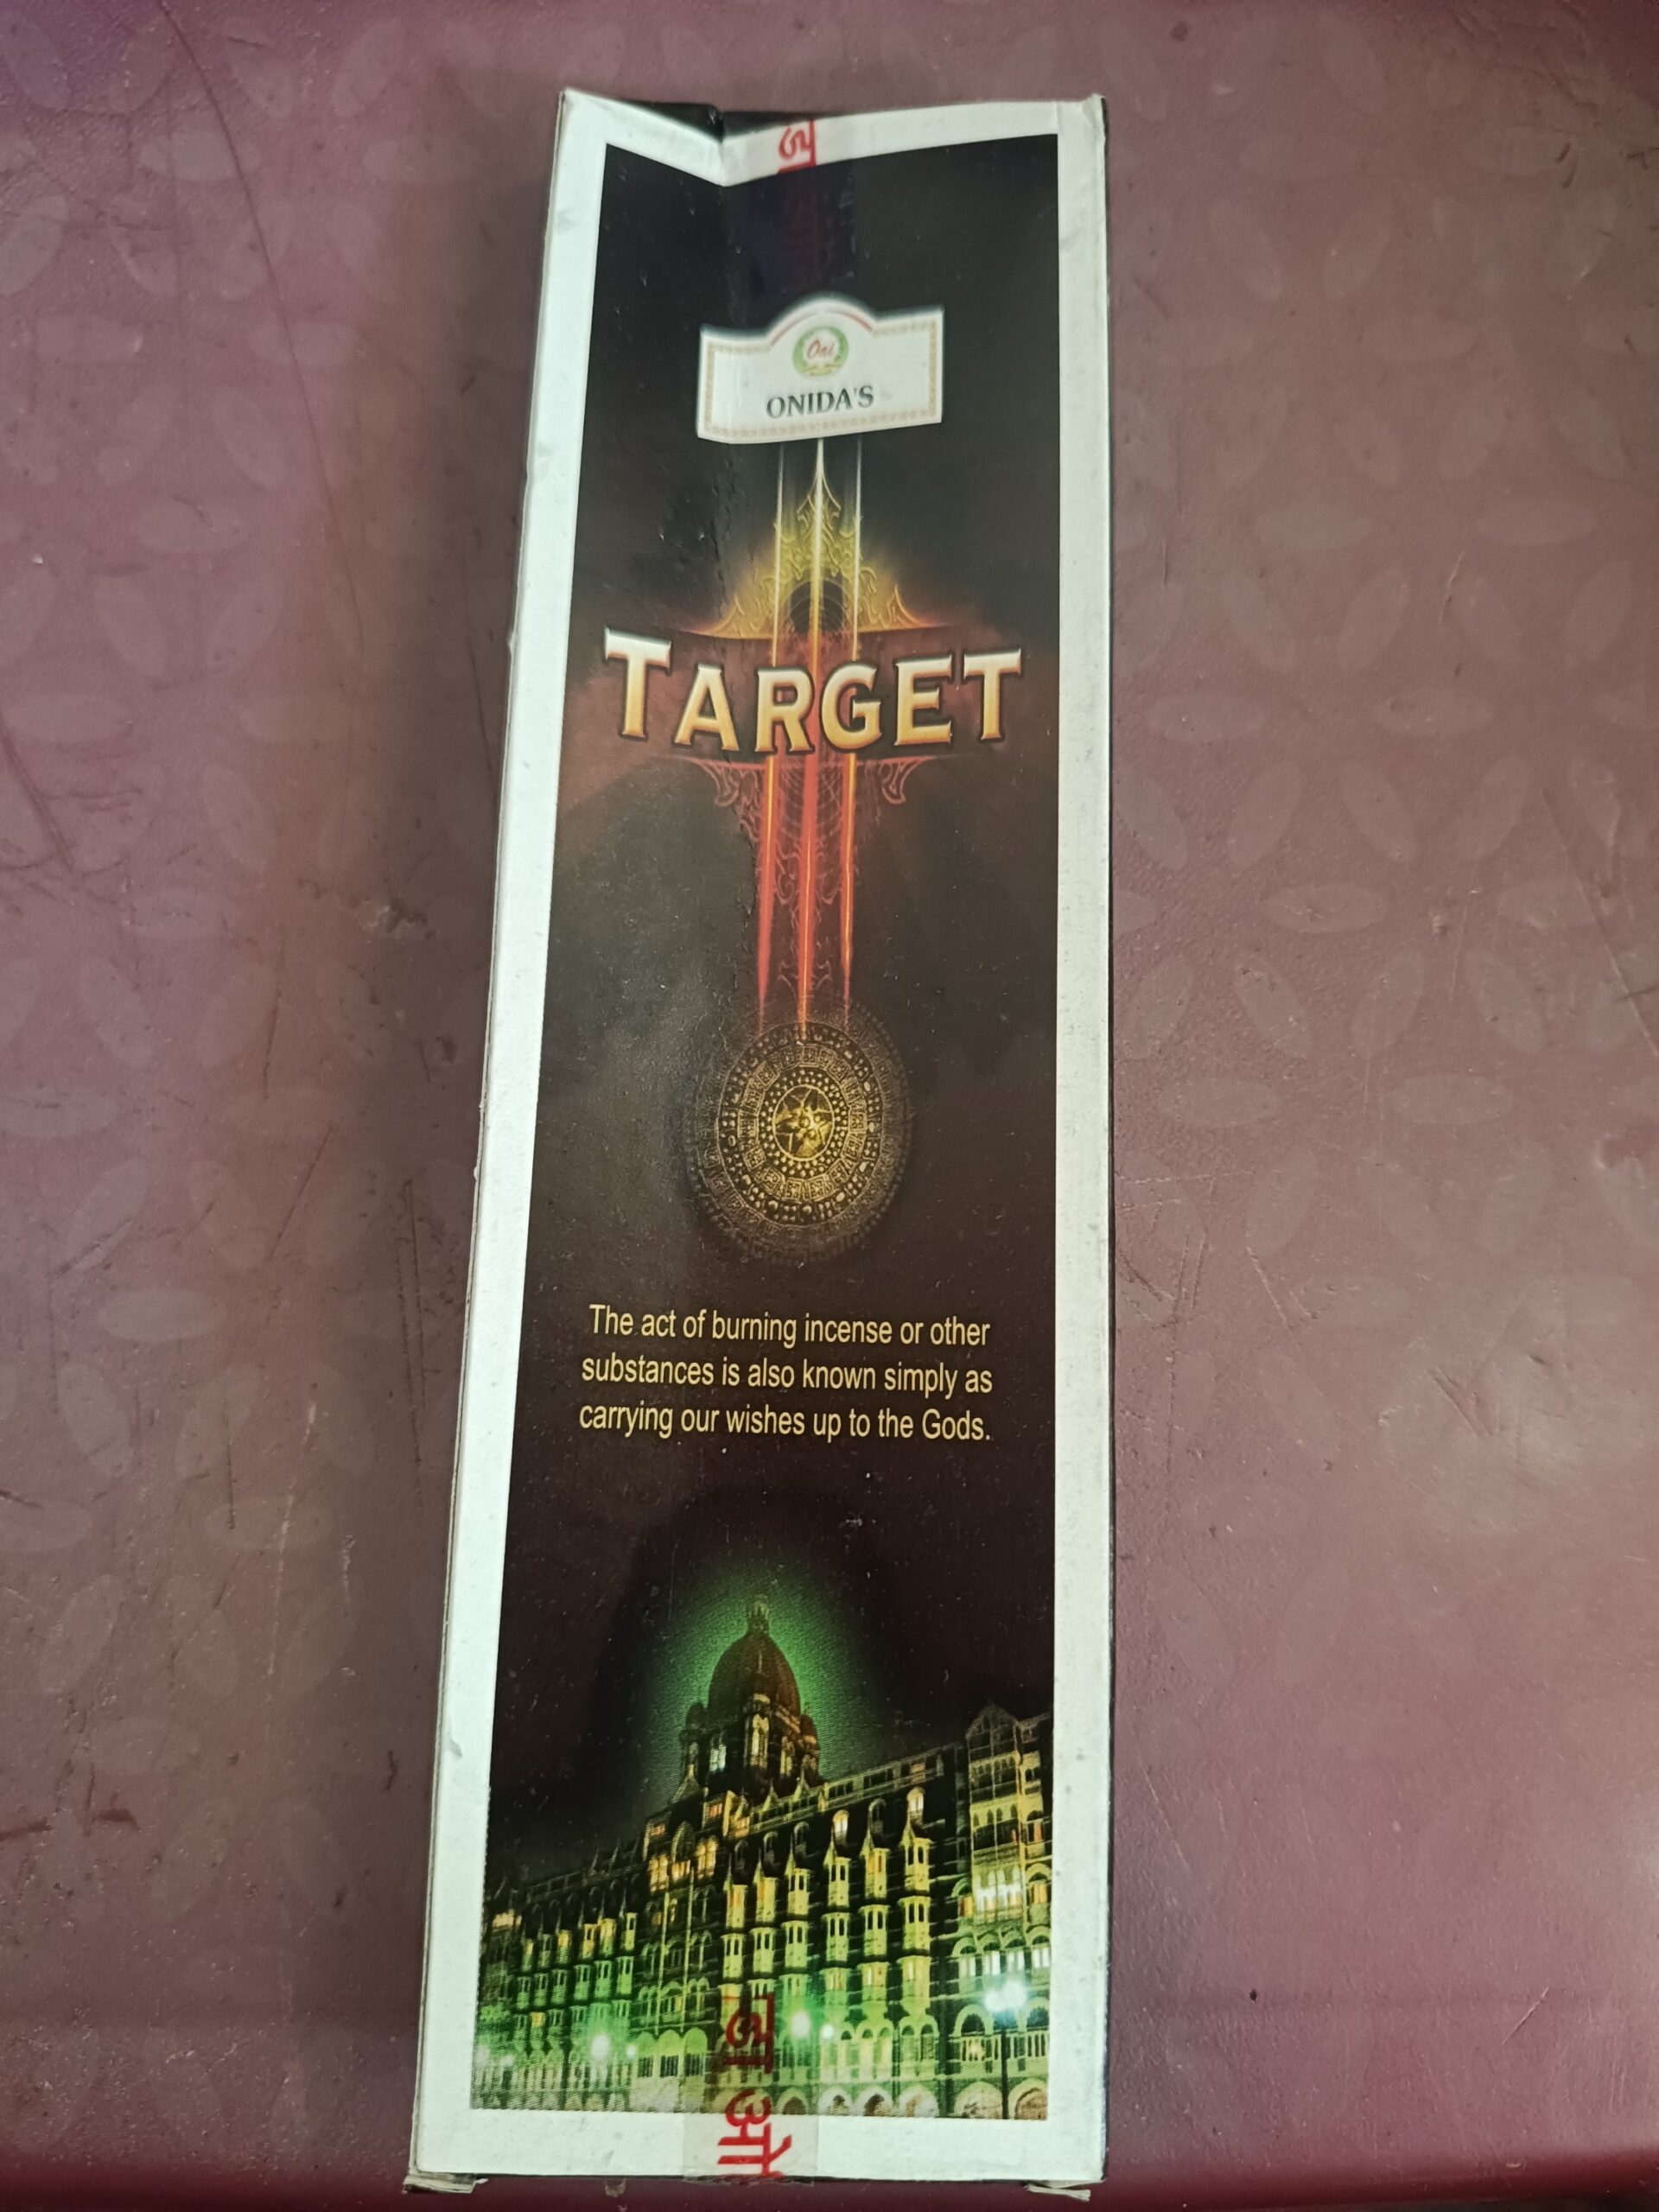 Oni
ONIDA'S
TARGET
The act of burning incense or other
substances is also known simply as
carrying our wishes up to the Gods.